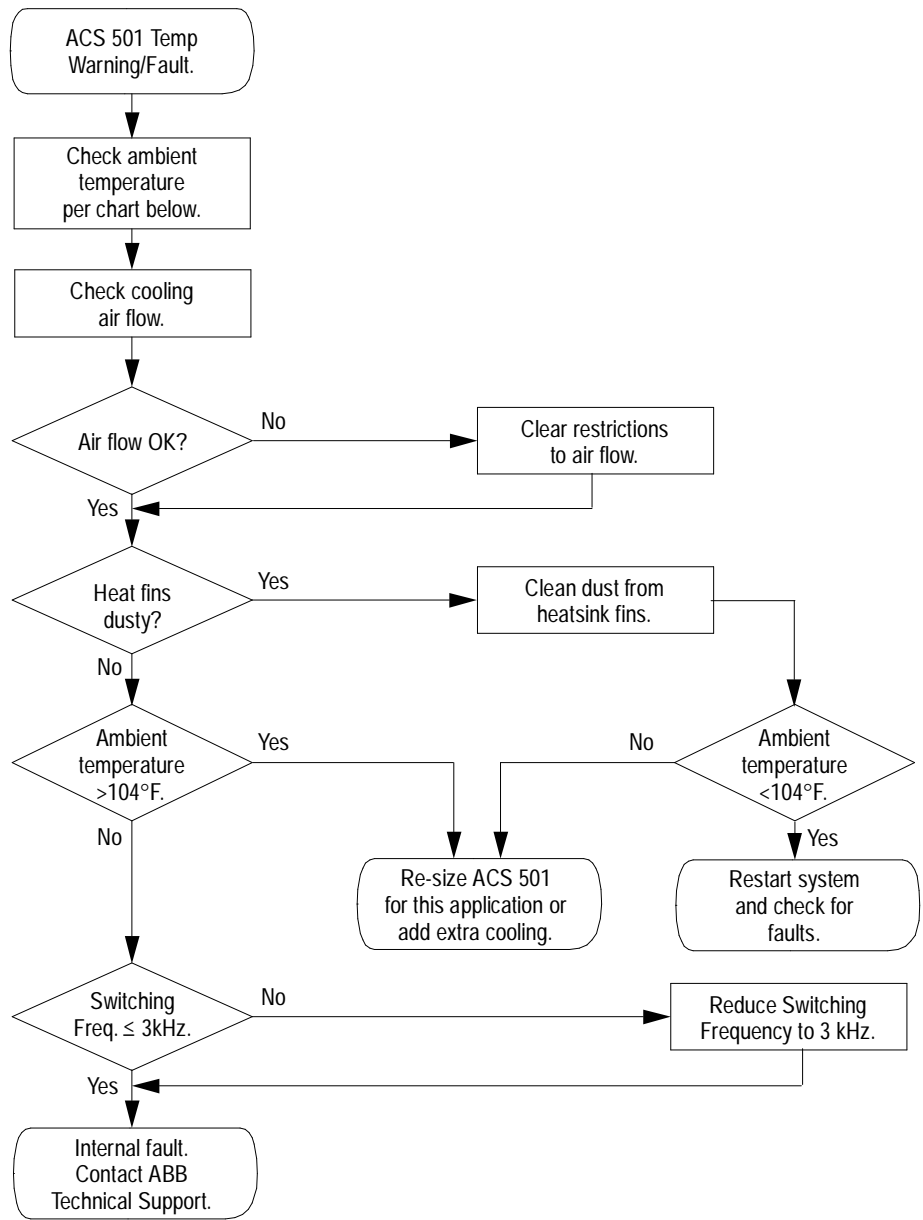 ACS 501 Temp
Warning/Fault.
Check ambient
temperature
per chart below.
Check cooling
air flow.
Air flow OK?
No
Clear restrictions
to air flow.
Yes
Heat fins
dusty?
Yes
Clean dust from
heatsink fins.
No
Ambient
temperature
>104°F.
Yes
No
Ambient
temperature
<104°F.
No
Yes
Re-size ACS 501
for this application or
add extra cooling.
Restart system
and check for
faults.
Switching
Freq. ≤ 3kHz.
No
Reduce Switching
Frequency to 3 kHz.
Yes
Internal fault.
Contact ABB
Technical Support.